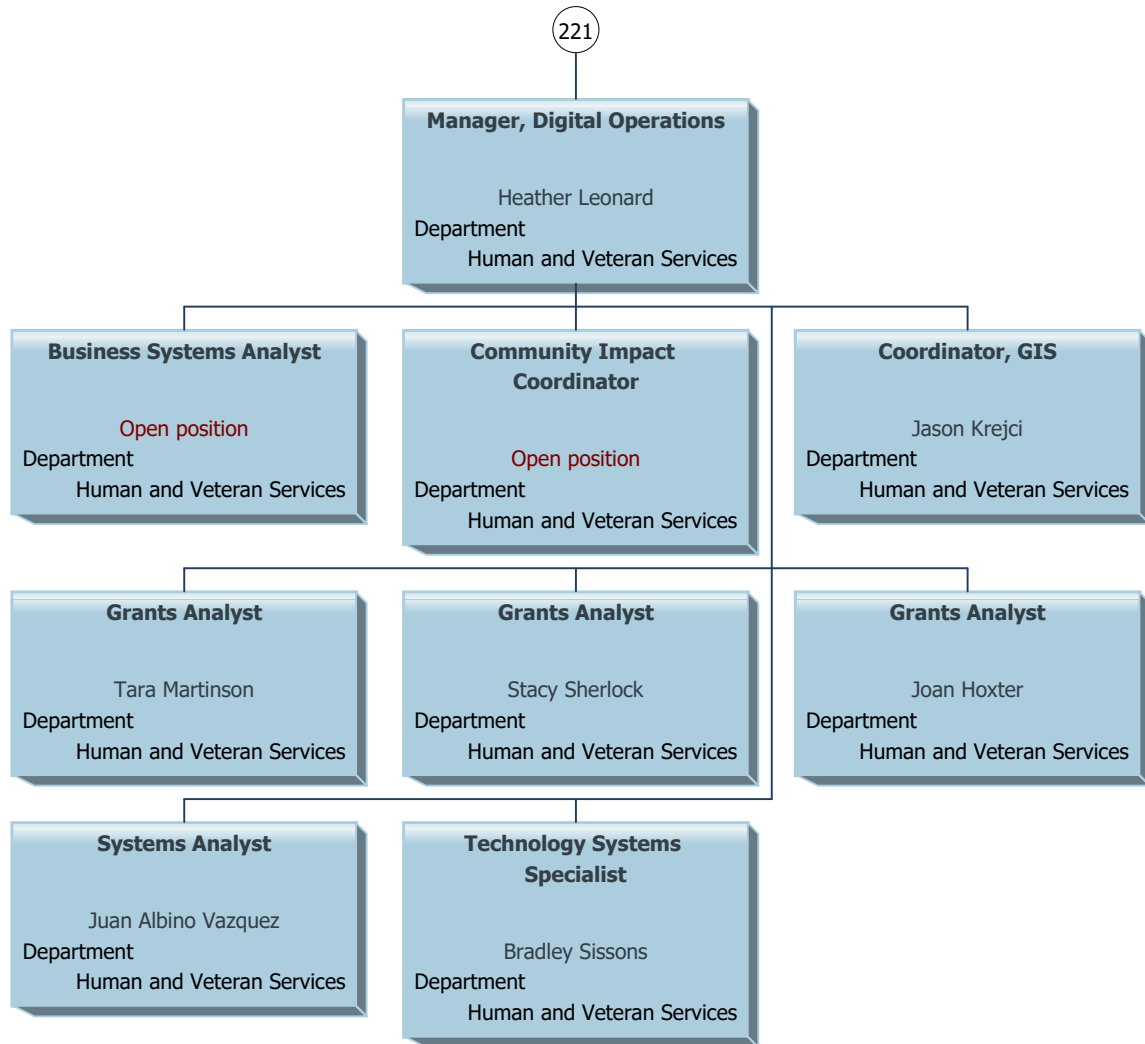 221
Manager, Digital Operations
Heather Leonard
Department
Human and Veteran Services
Business Systems Analyst
Open position
Department
Human and Veteran Services
Community Impact
Coordinator
Open position
Department
Human and Veteran Services
Coordinator, GIS
Jason Krejci
Department
Human and Veteran Services
Grants Analyst
Tara Martinson
Department
Human and Veteran Services
Grants Analyst
Stacy Sherlock
Department
Human and Veteran Services
Grants Analyst
Joan Hoxter
Department
Human and Veteran Services
Systems Analyst
Juan Albino Vazquez
Department
Human and Veteran Services
Technology Systems
Specialist
Bradley Sissons
Department
Human and Veteran Services